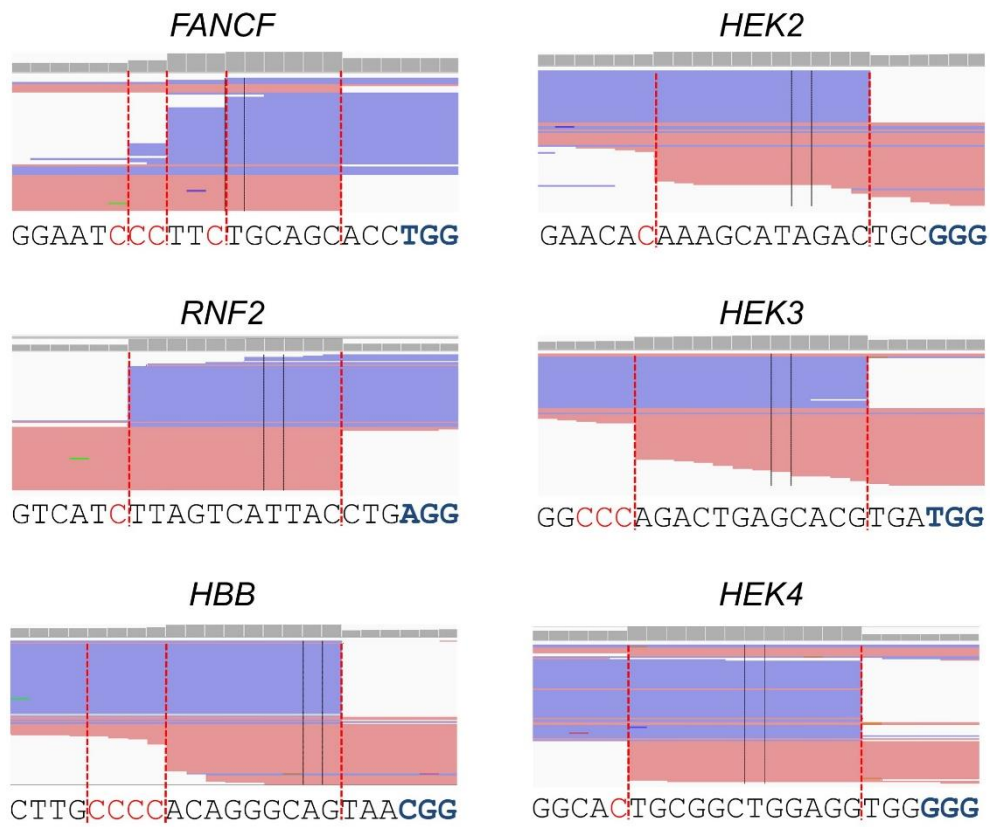 FANCF
GGAATCCCTTCTGCAGCACCTGG
HEK2
GAACACAAAGCATAGACTGCGGG
RNF2
GTCATCTTAGTCATTACCTGAGG
HEK3
GGCCCAGACTGAGCACGTGATGG
HBB
CTTGCCCCACAGGGCAGTAACGG
HEK4
GGCACTGCGGCTGGAGGTGGGGG